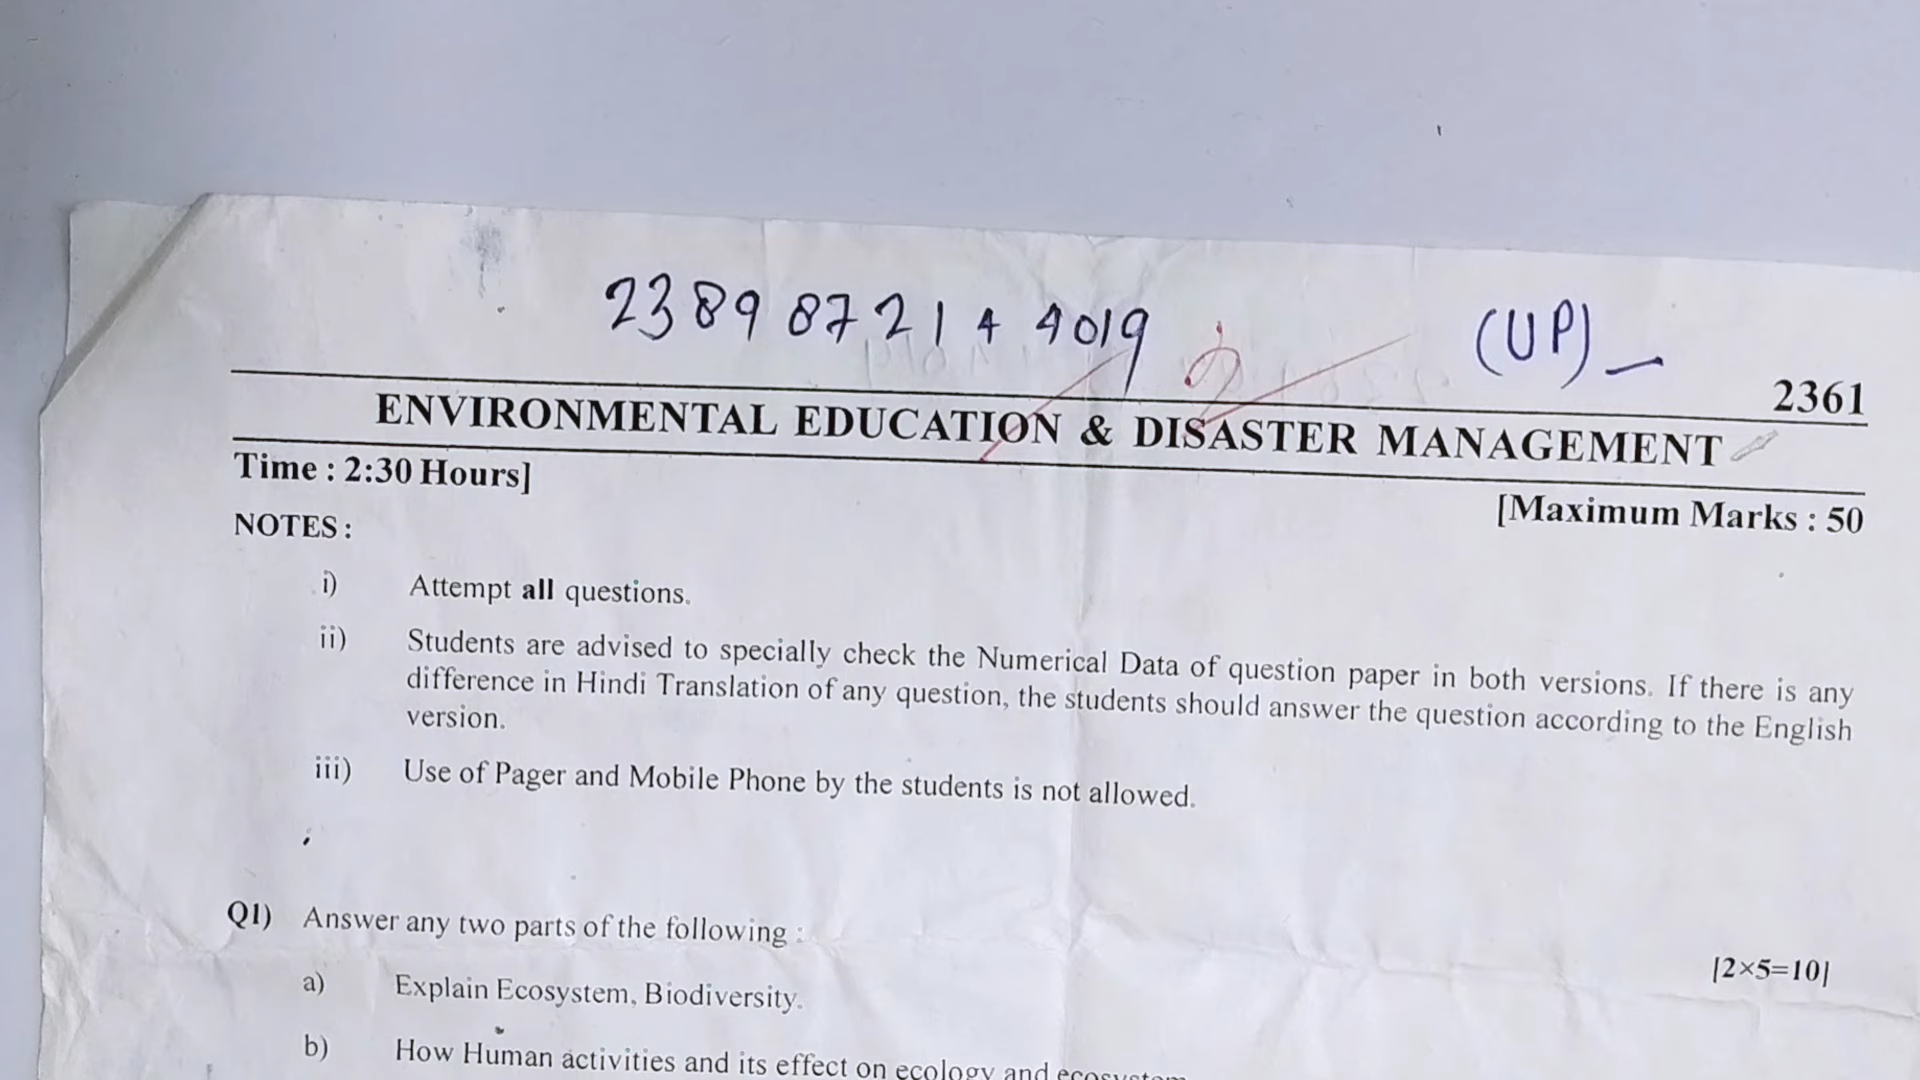 2389 8721 4 4019
(UP) –
2361
ENVIRONMENTAL EDUCATION & DISASTER MANAGEMENT
Time : 2:30 Hours]
[Maximum Marks : 50
NOTES :
i) Attempt all questions.
ii) Students are advised to specially check the Numerical Data of question paper in both versions. If there is any
difference in Hindi Translation of any question, the students should answer the question according to the English
version.
iii) Use of Pager and Mobile Phone by the students is not allowed.
Q1) Answer any two parts of the following :
[2×5=10]
a) Explain Ecosystem, Biodiversity.
b) How Human activities and its effect on ecology and ecosystem